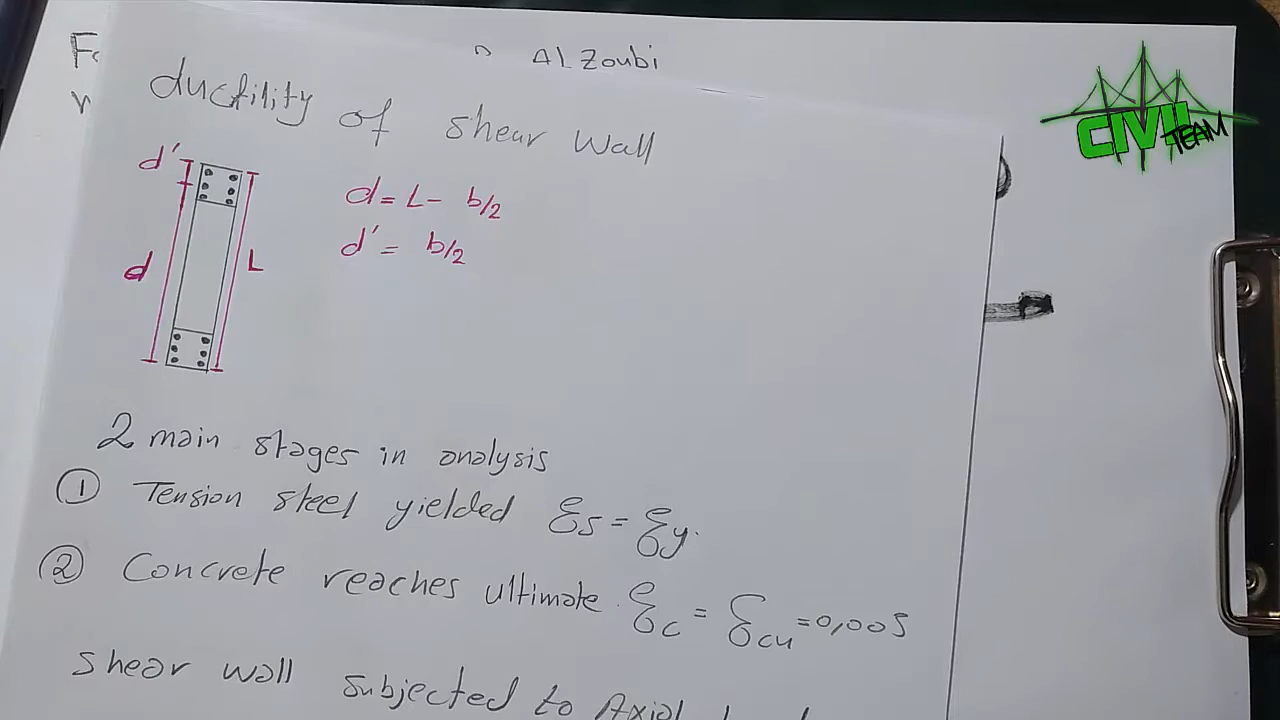 Al Zoubi
ductility of shear wall
d'
d = L - b/2
d' = b/2
d
L
2 main stages in analysis
① Tension steel yielded εs = εy.
② Concrete reaches ultimate εc = εcu = 0,005
shear wall subjected to Axial
CIVIL
TEAM